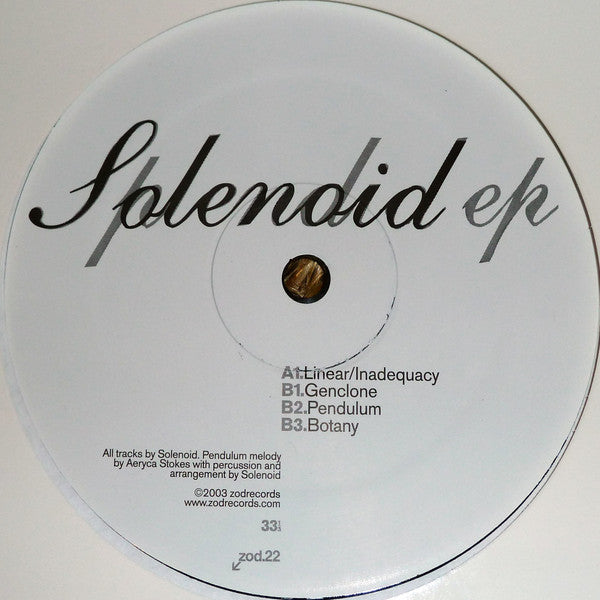 Solenoid ep
A1.Linear/Inadequacy
B1.Genclone
B2.Pendulum
B3.Botany
All tracks by Solenoid. Pendulum melody
by Aeryca Stokes with percussion and
arrangement by Solenoid
©2003 zodrecords
www.zodrecords.com
33
zod.22